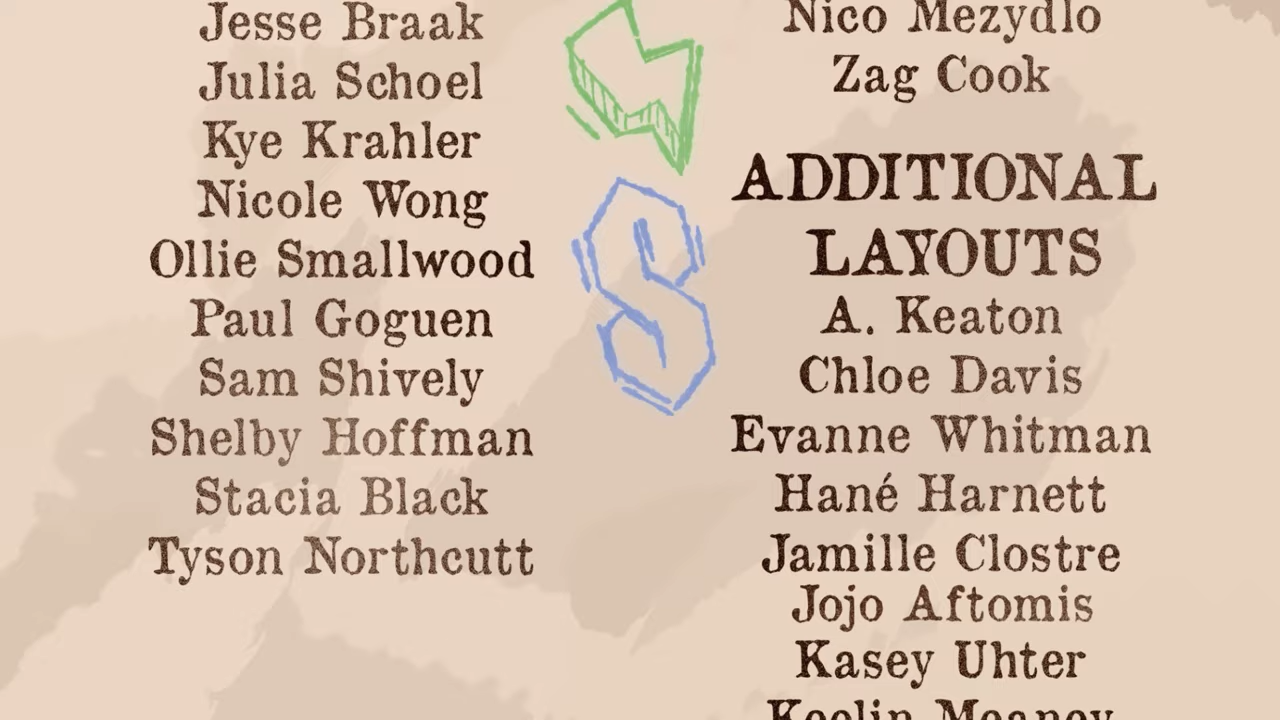 Jesse Braak
Julia Schoel
Kye Krahler
Nicole Wong
Ollie Smallwood
Paul Goguen
Sam Shively
Shelby Hoffman
Stacia Black
Tyson Northcutt
Nico Mezydlo
Zag Cook
ADDITIONAL
LAYOUTS
A. Keaton
Chloe Davis
Evanne Whitman
Hané Harnett
Jamille Clostre
Jojo Aftomis
Kasey Uhter
Keelin Meaney